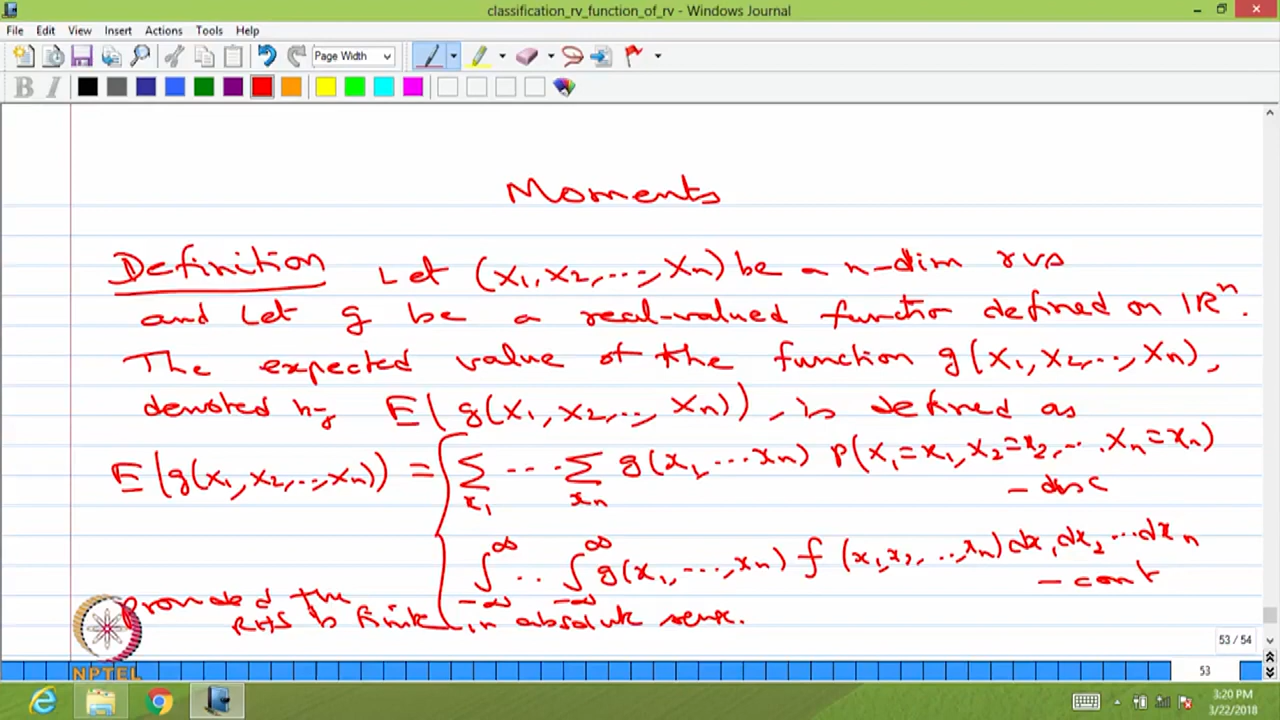 classification_rv_function_of_rv - Windows Journal
File Edit View Insert Actions Tools Help
Page Width
B I
Moments
Definition Let (X1, X2, ..., Xn) be a n-dim rvs
and Let g be a real-valued function defined on IR^n.
The expected value of the function g(X1, X2, .., Xn),
denoted by E(g(X1, X2, .., Xn)), is defined as
E(g(X1, X2, .., Xn)) = { Σ_x1 ... Σ_xn g(x1, ... xn) P(X1=x1, X2=x2, ... Xn=xn)
- disc
∫_-∞^∞ .. ∫_-∞^∞ g(x1, ..., xn) f(x1, x2, ..., xn) dx1 dx2 ... dxn
- cont
provided the
RHS is finite in absolute sense.
NPTEL
53 / 54
53
3:20 PM
3/22/2018